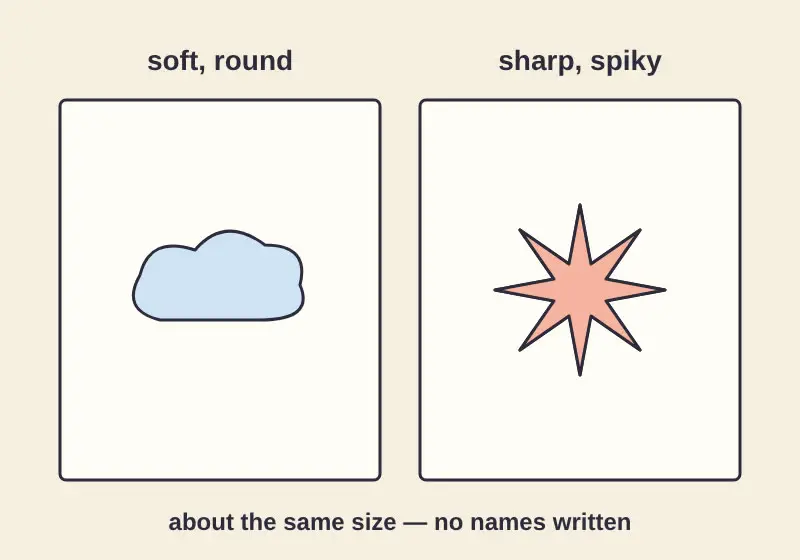 soft, round
sharp, spiky
about the same size — no names written